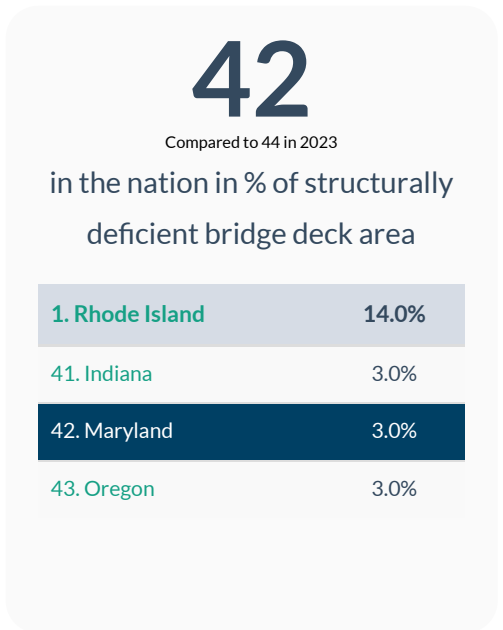 42
Compared to 44 in 2023
in the nation in % of structurally
deficient bridge deck area
1. Rhode Island 14.0%
41. Indiana 3.0%
42. Maryland 3.0%
43. Oregon 3.0%